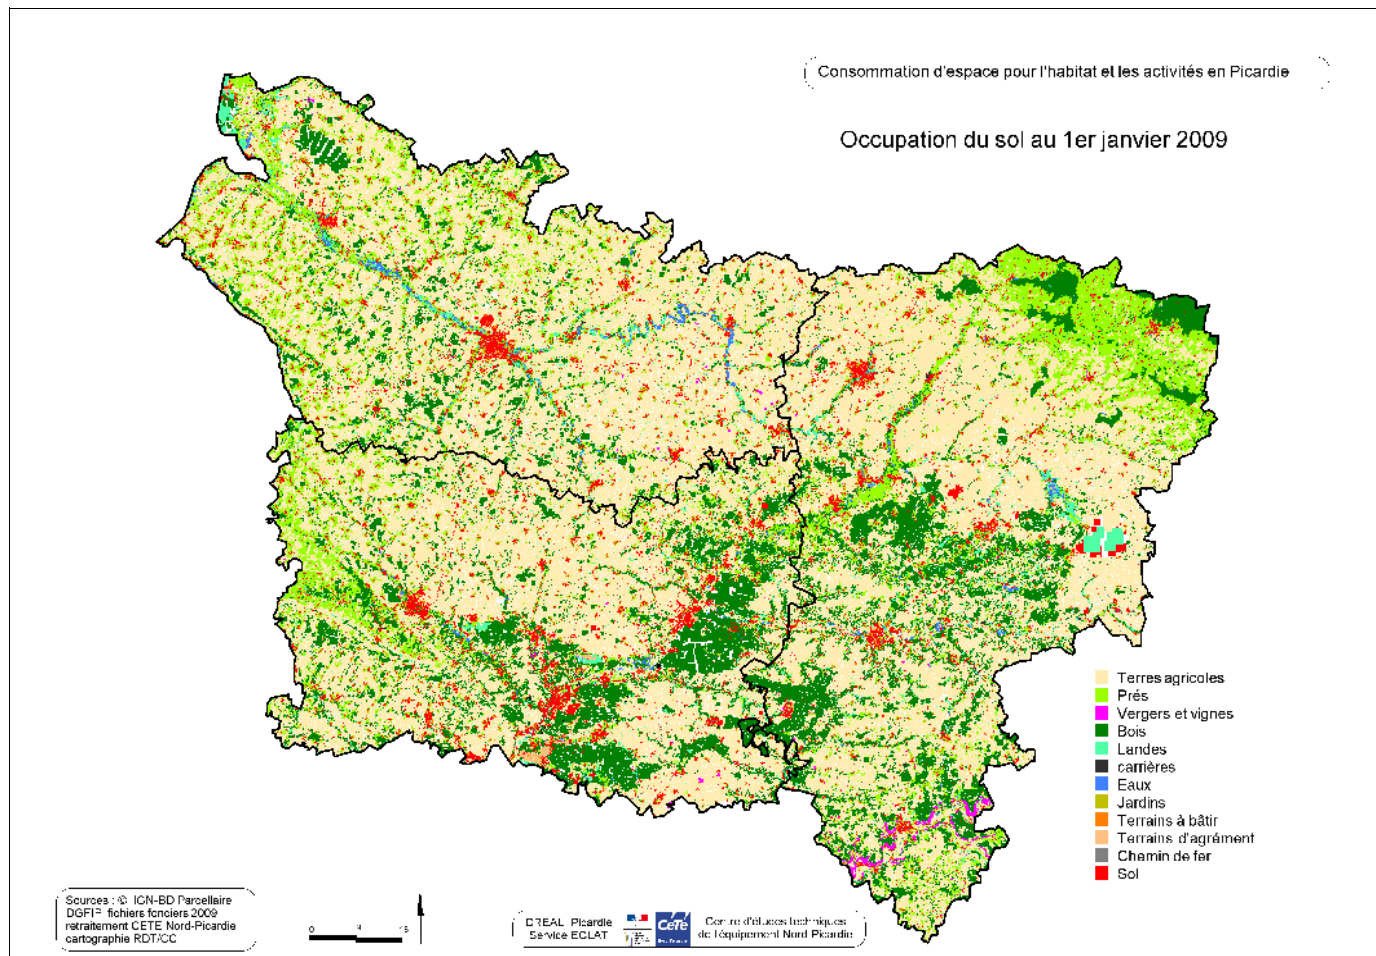 Consommation d'espace pour l'habitat et les activités en Picardie
Occupation du sol au 1er janvier 2009
Terres agricoles
Prés
Vergers et vignes
Bois
Landes
carrières
Eaux
Jardins
Terrains à bâtir
Terrains d'agrément
Chemin de fer
Sol
Sources : © IGN-BD Parcellaire
DGFIP fichiers fonciers 2009
retraitement CETE Nord-Picardie
cartographie RDT/CC
0
15
DREAL Picardie
Service ECLAT
CETE
Centre d'études techniques
de l'équipement Nord Picardie